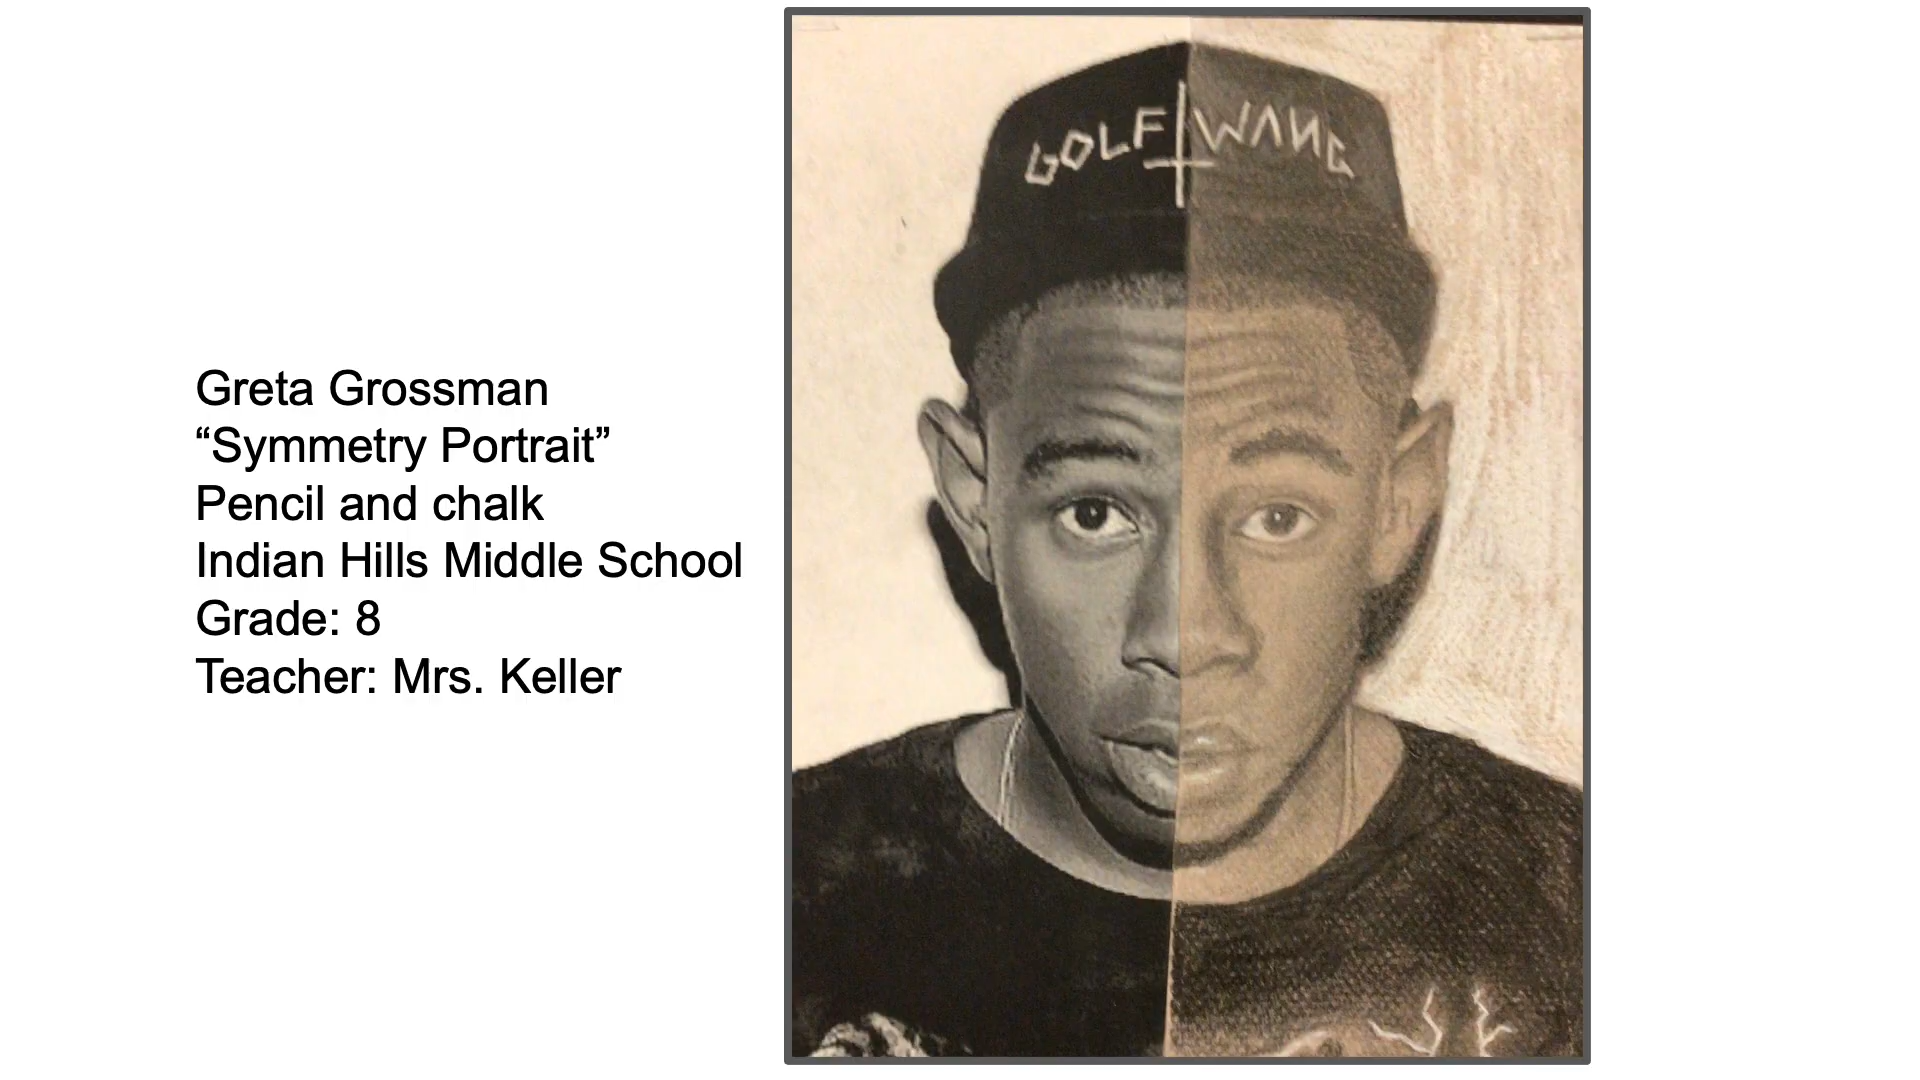 Greta Grossman
“Symmetry Portrait”
Pencil and chalk
Indian Hills Middle School
Grade: 8
Teacher: Mrs. Keller
GOLF WANG